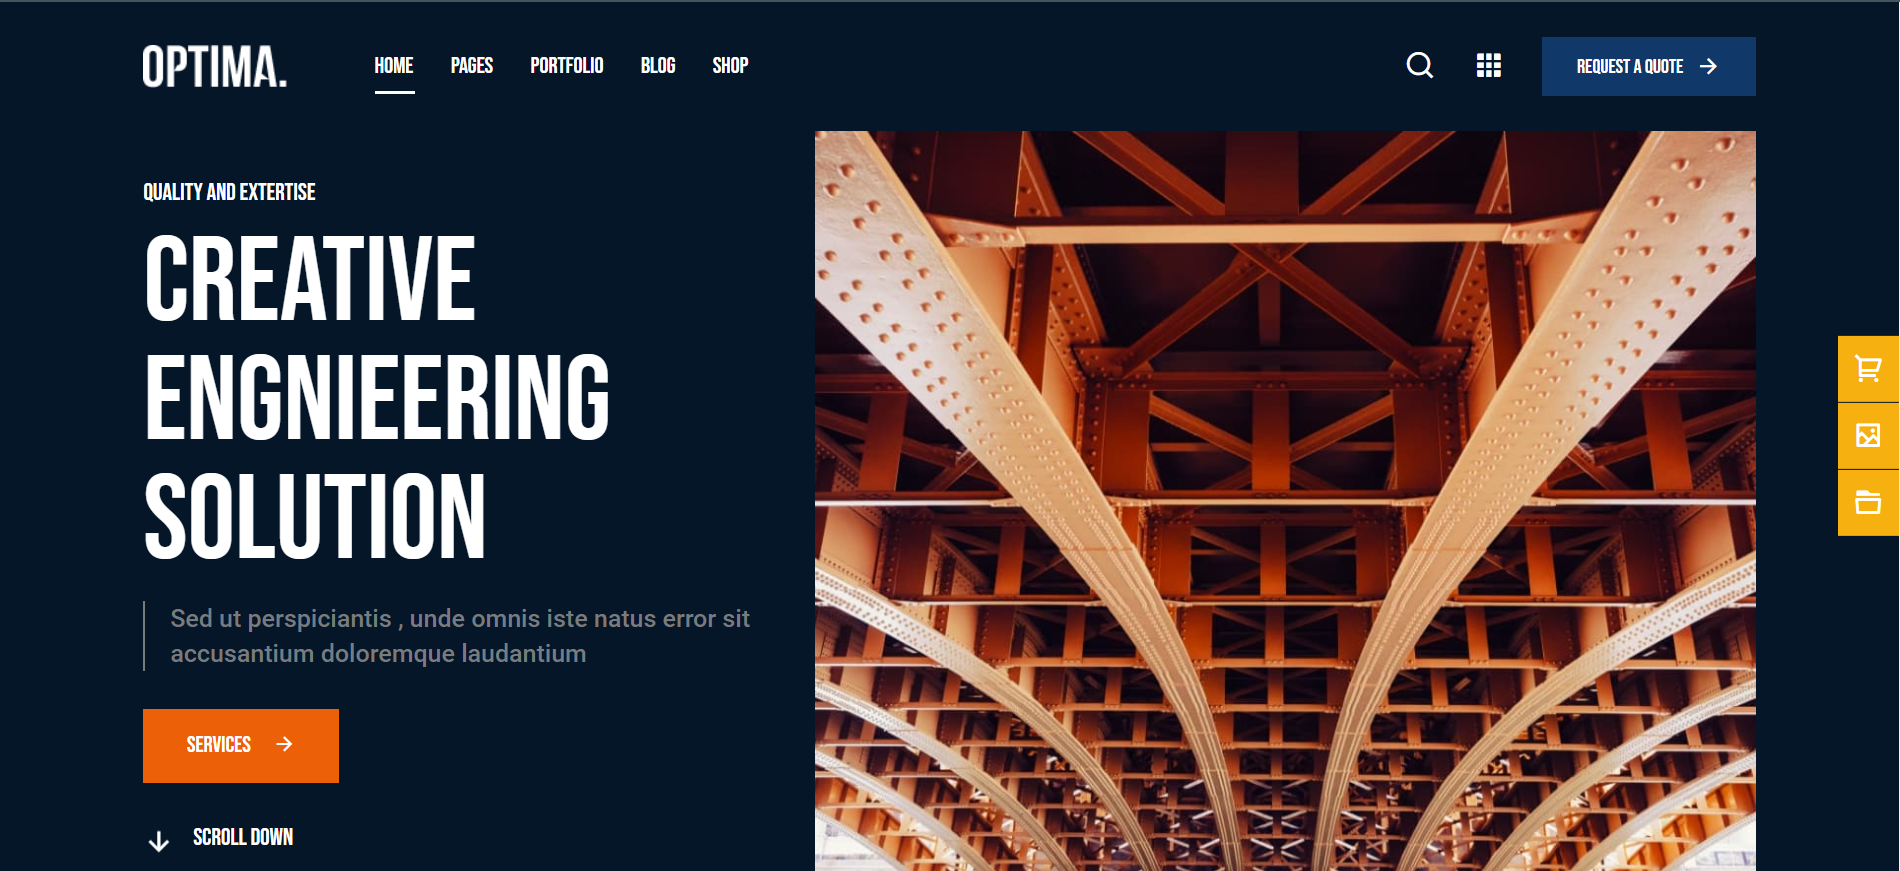 OPTIMA.
HOME PAGES PORTFOLIO BLOG SHOP
REQUEST A QUOTE
QUALITY AND EXTERTISE
CREATIVE
ENGNIEERING
SOLUTION
Sed ut perspiciantis , unde omnis iste natus error sit
accusantium doloremque laudantium
SERVICES
SCROLL DOWN